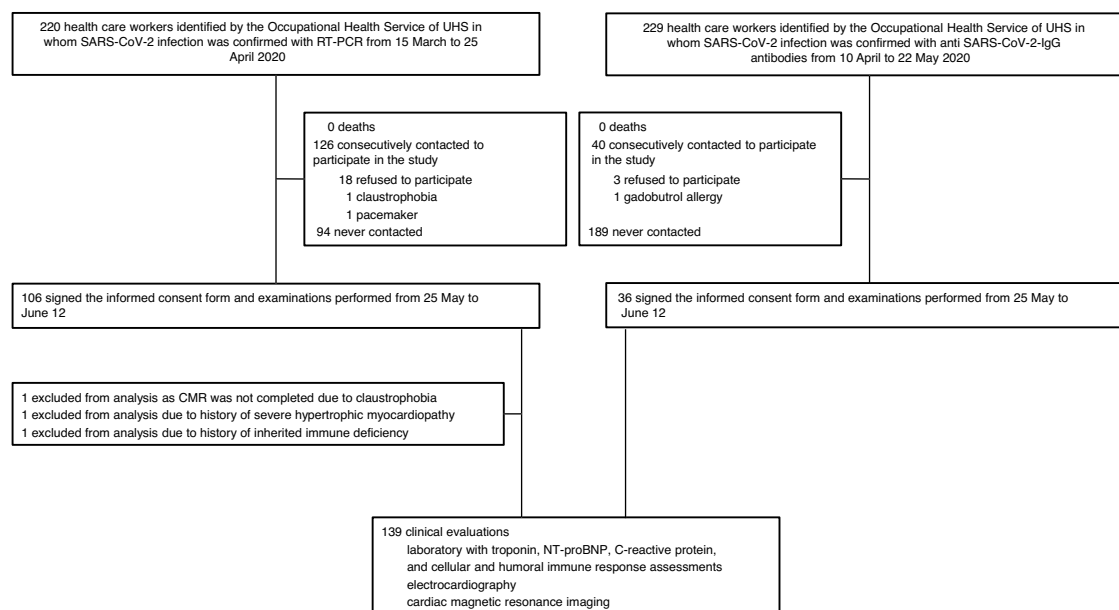 220 health care workers identified by the Occupational Health Service of UHS in
whom SARS-CoV-2 infection was confirmed with RT-PCR from 15 March to 25
April 2020
229 health care workers identified by the Occupational Health Service of UHS in
whom SARS-CoV-2 infection was confirmed with anti SARS-CoV-2-IgG
antibodies from 10 April to 22 May 2020
0 deaths
126 consecutively contacted to
participate in the study
18 refused to participate
1 claustrophobia
1 pacemaker
94 never contacted
0 deaths
40 consecutively contacted to participate
in the study
3 refused to participate
1 gadobutrol allergy
189 never contacted
106 signed the informed consent form and examinations performed from 25 May to
June 12
36 signed the informed consent form and examinations performed from 25 May to
June 12
1 excluded from analysis as CMR was not completed due to claustrophobia
1 excluded from analysis due to history of severe hypertrophic myocardiopathy
1 excluded from analysis due to history of inherited immune deficiency
139 clinical evaluations
laboratory with troponin, NT-proBNP, C-reactive protein,
and cellular and humoral immune response assessments
electrocardiography
cardiac magnetic resonance imaging